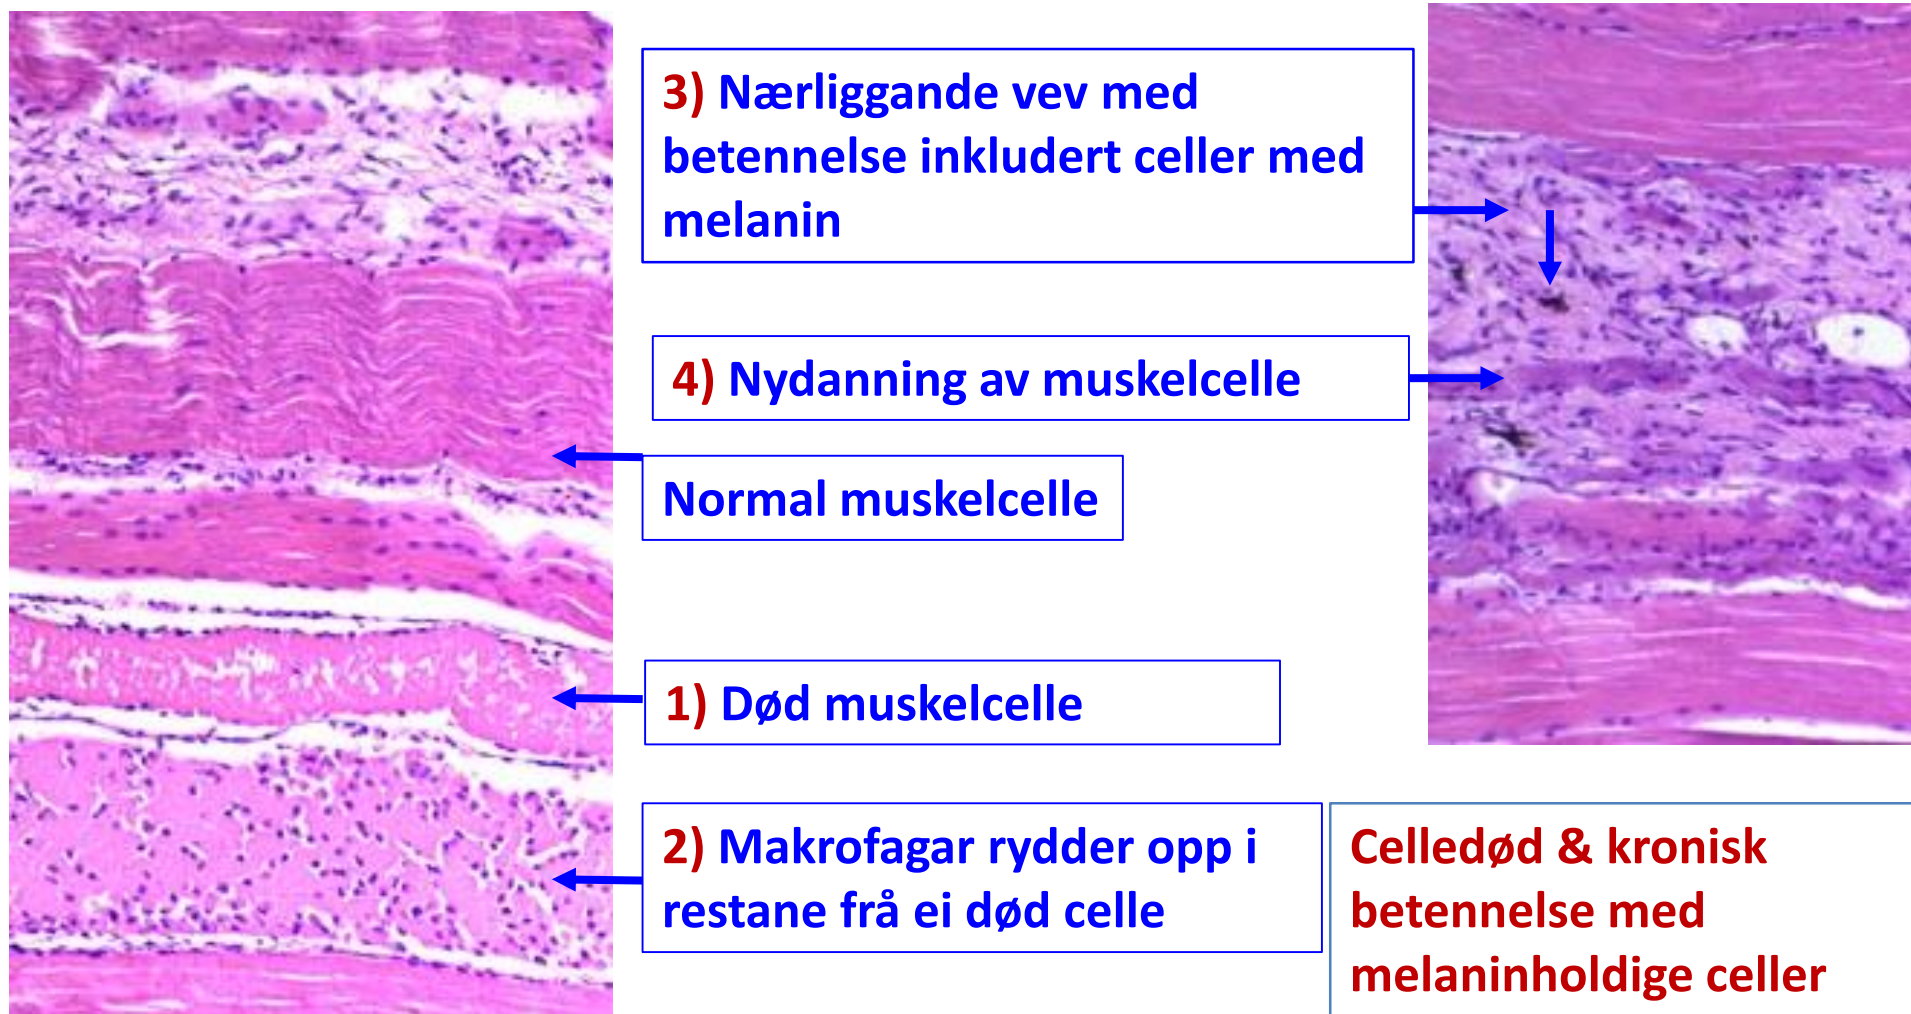 3) Nærliggande vev med
betennelse inkludert celler med
melanin
4) Nydanning av muskelcelle
Normal muskelcelle
1) Død muskelcelle
2) Makrofagar rydder opp i
restane frå ei død celle
Celledød & kronisk
betennelse med
melaninholdige celler